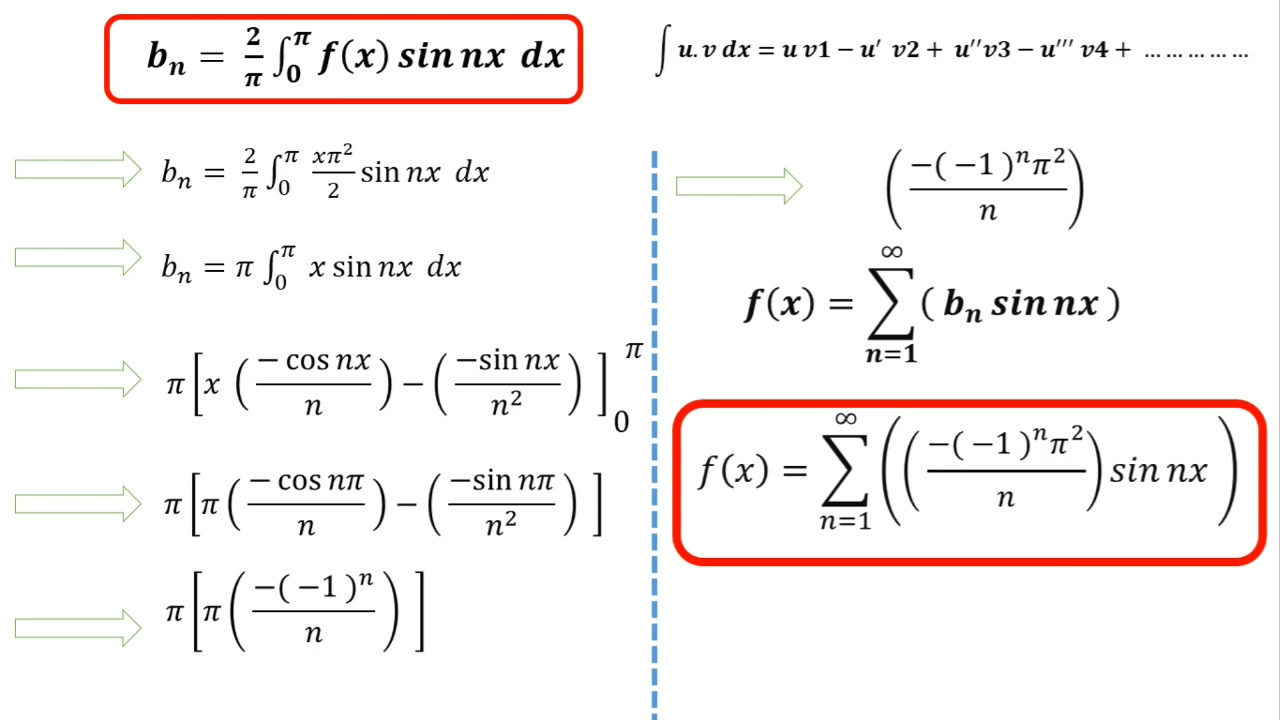 bₙ = 2/π ∫₀^π f(x) sin nx dx
∫ u.v dx = u v1 − u′ v2 + u″v3 − u‴ v4 + … … … … …
bₙ = 2/π ∫₀^π xπ²/2 sin nx dx
bₙ = π ∫₀^π x sin nx dx
π [x (− cos nx / n) − (−sin nx / n²)]₀^π
π [π (− cos nπ / n) − (−sin nπ / n²)]
π [π (−( −1 )ⁿ / n)]
(−( −1 )ⁿπ² / n)
f(x) = ∑_{n=1}^{∞} ( bₙ sin nx )
f(x) = ∑_{n=1}^{∞} ((−( −1 )ⁿπ² / n) sin nx )